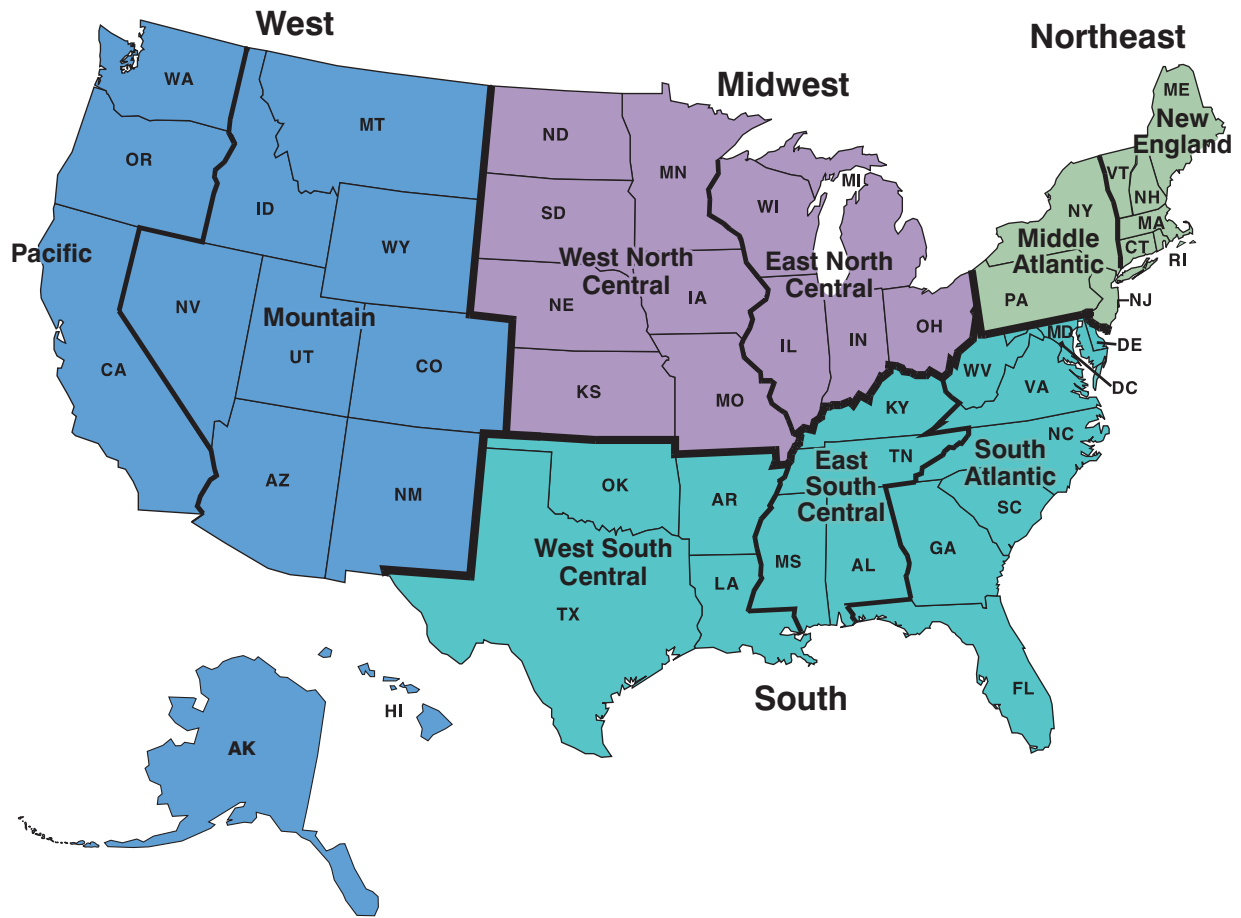 West
Northeast
Midwest
ME
WA
New
England
MT
ND
OR
MN
VT
MI
NH
WI
NY
ID
SD
MA
WY
Middle
Atlantic
CT
Pacific
West North
Central
East North
Central
RI
NV
NE
IA
PA
NJ
Mountain
OH
UT
IL
IN
MD
DE
CO
CA
WV
VA
DC
KS
MO
KY
NC
South
Atlantic
TN
East
South
Central
AZ
OK
NM
AR
SC
West South
Central
GA
MS
AL
LA
TX
FL
South
HI
AK